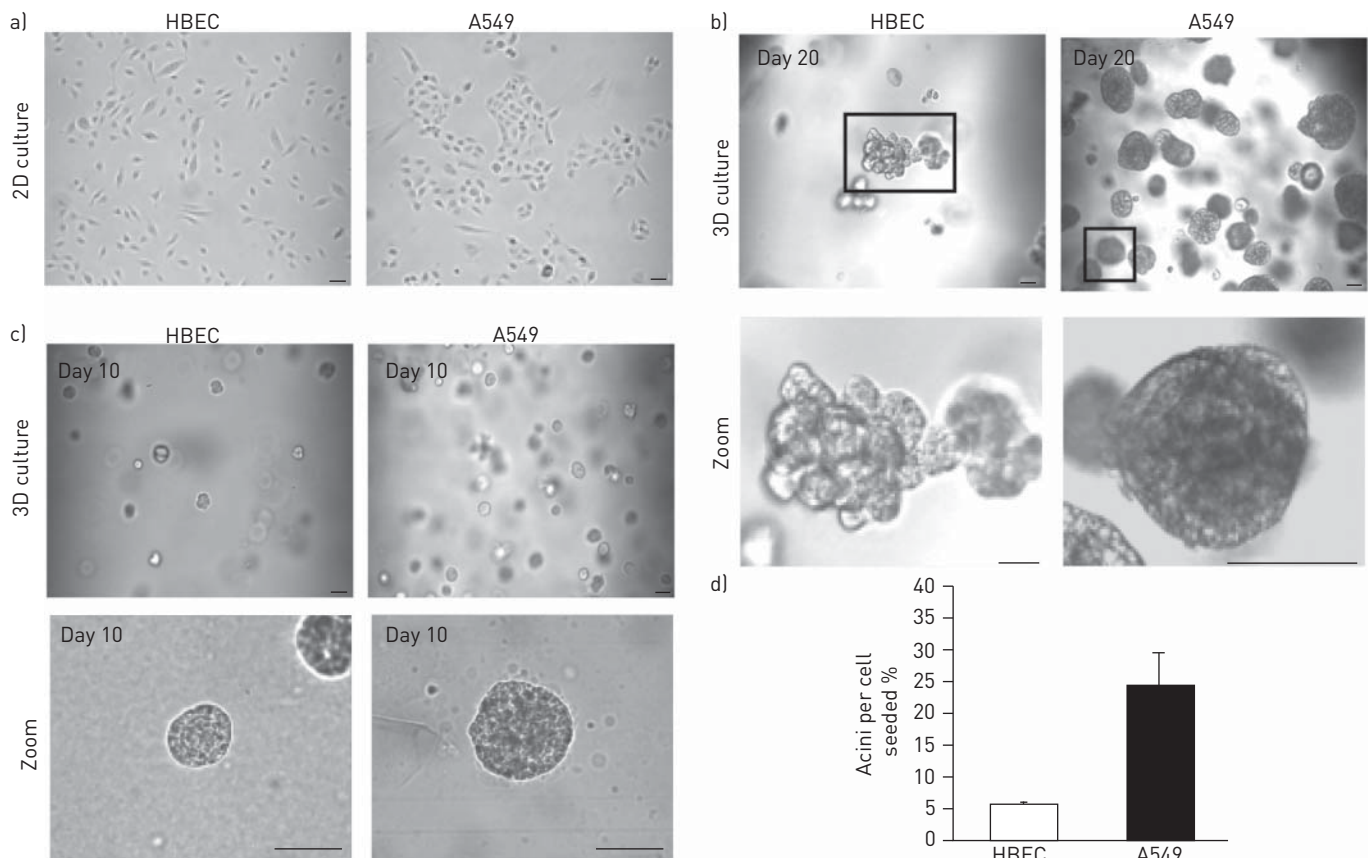 a)
HBEC
A549
2D culture
b)
HBEC
A549
3D culture
Day 20
Day 20
Zoom
c)
HBEC
A549
3D culture
Day 10
Day 10
Zoom
Day 10
Day 10
d)
Acini per cell
seeded %
40
35
30
25
20
15
10
5
0
HBEC
A549